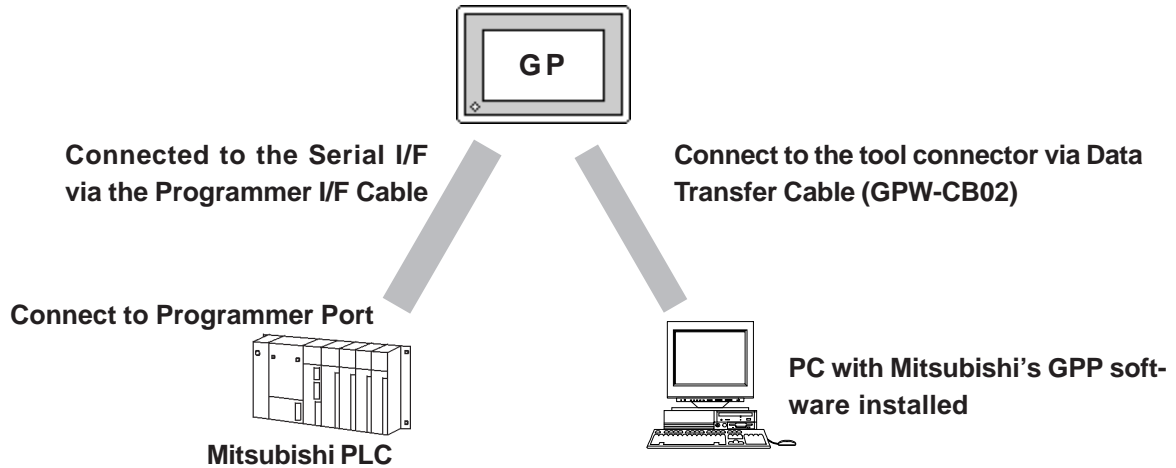 GP
Connected to the Serial I/F
via the Programmer I/F Cable
Connect to the tool connector via Data
Transfer Cable (GPW-CB02)
Connect to Programmer Port
Mitsubishi PLC
PC with Mitsubishi’s GPP soft-
ware installed